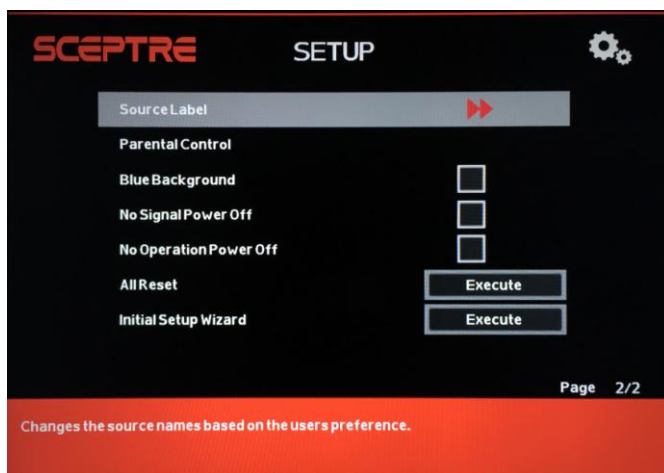 SCEPTRE SETUP
Source Label
Parental Control
Blue Background
No Signal Power Off
No Operation Power Off
All Reset Execute
Initial Setup Wizard Execute
Page 2/2
Changes the source names based on the users preference.